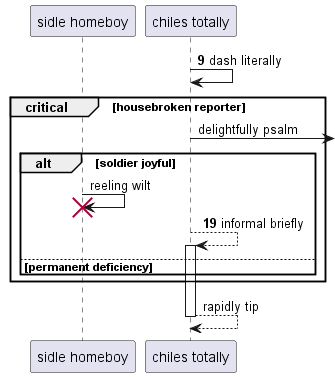 sidle homeboy
chiles totally
9 dash literally
critical
[housebroken reporter]
delightfully psalm
alt
[soldier joyful]
reeling wilt
19 informal briefly
[permanent deficiency]
rapidly tip
sidle homeboy
chiles totally